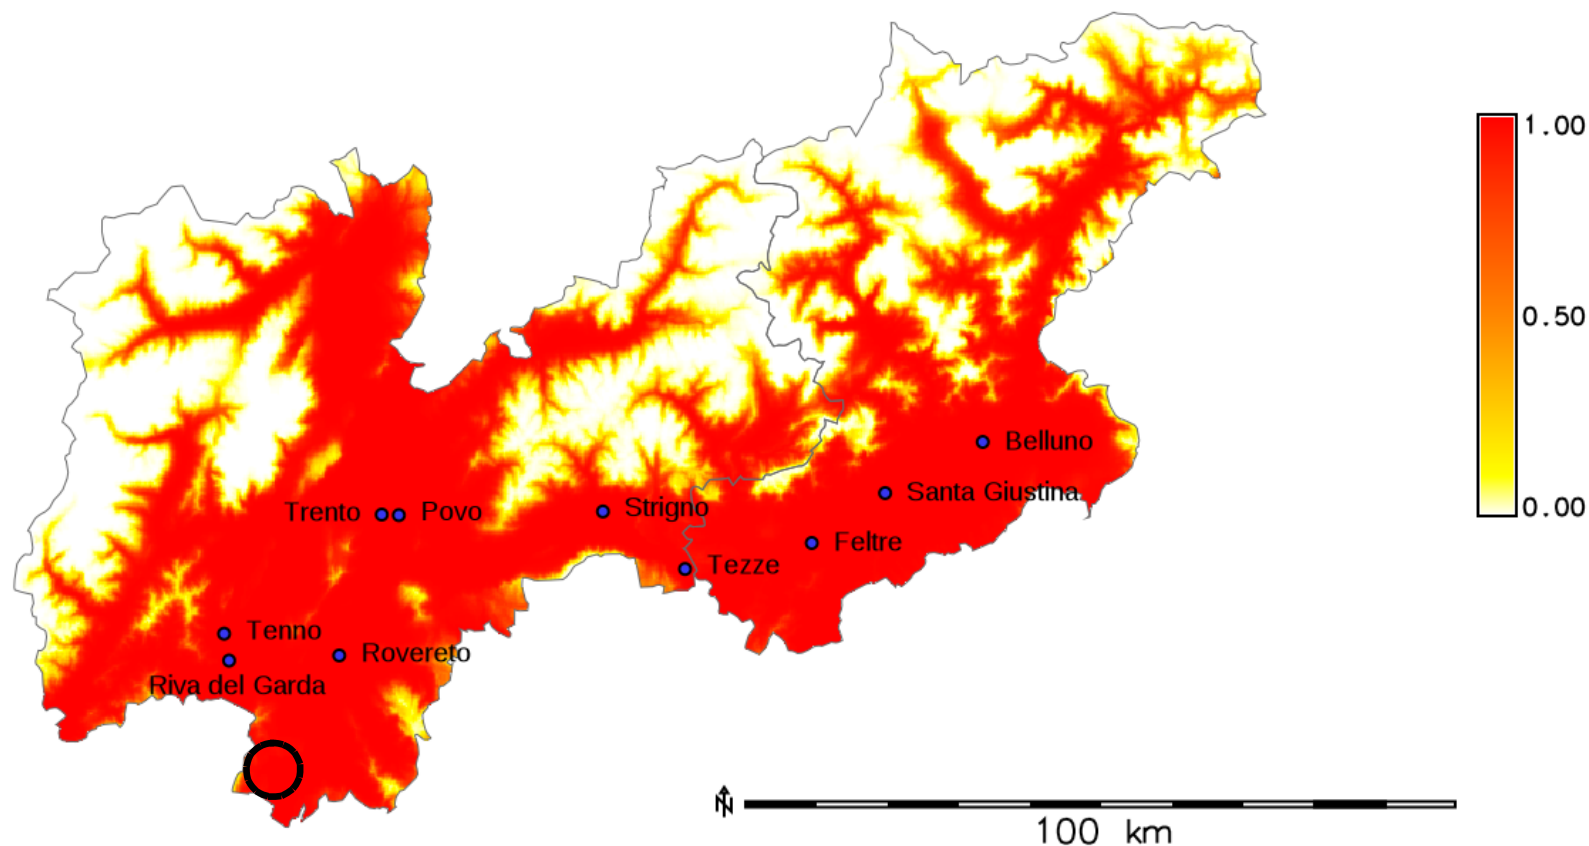 1.00
0.50
0.00
Belluno
Santa Giustina
Trento
Povo
Strigno
Feltre
Tezze
Tenno
Rovereto
Riva del Garda
N
100 km